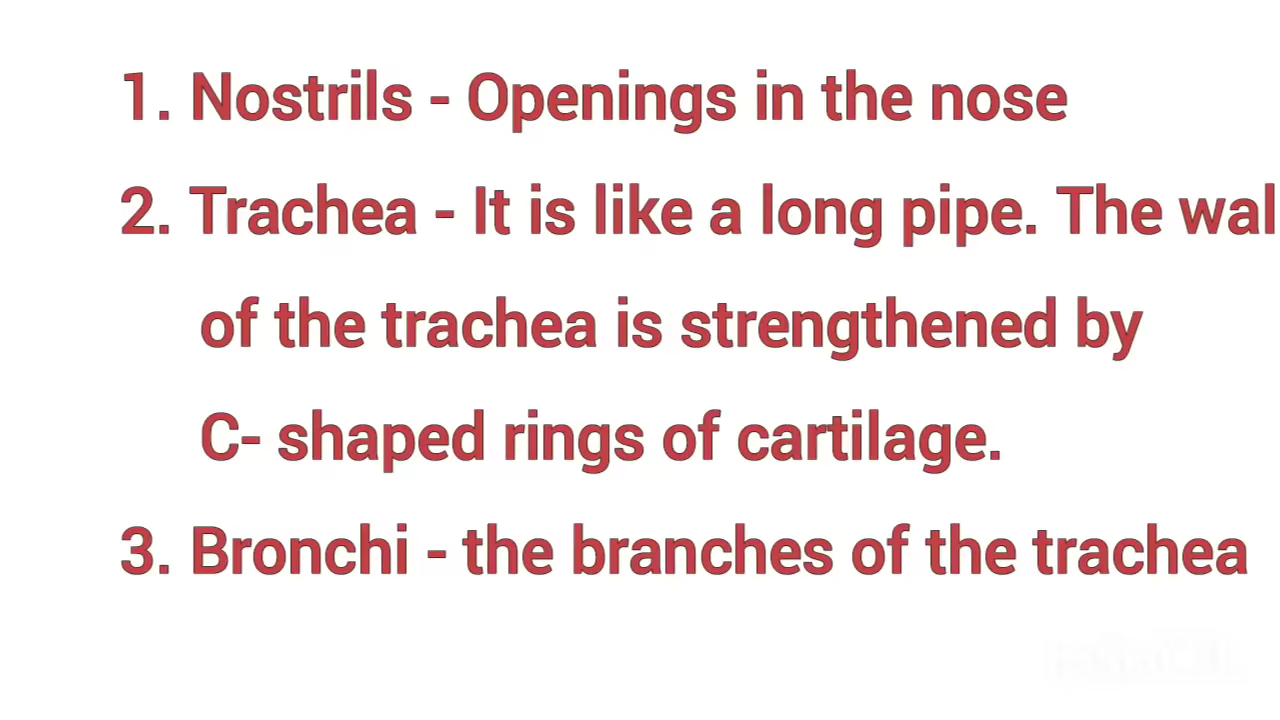 1. Nostrils - Openings in the nose
2. Trachea - It is like a long pipe. The wal
of the trachea is strengthened by
C- shaped rings of cartilage.
3. Bronchi - the branches of the trachea